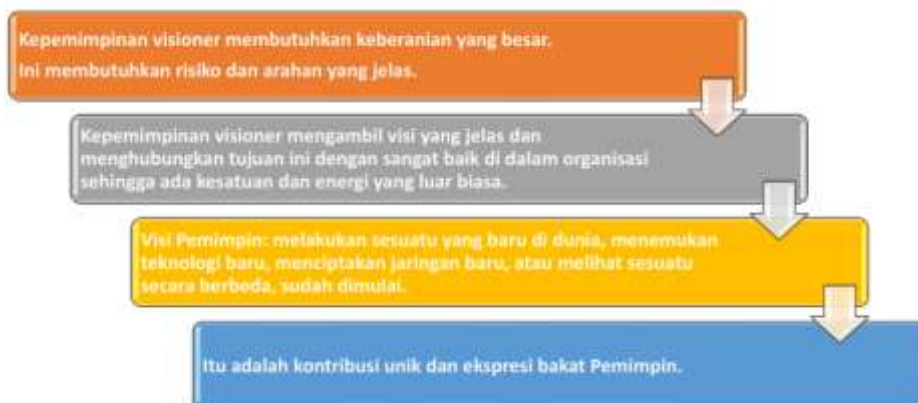 Kepemimpinan visioner membutuhkan keberanian yang besar.
Ini membutuhkan risiko dan arahan yang jelas.
Kepemimpinan visioner mengambil visi yang jelas dan
menghubungkan tujuan ini dengan sangat baik di dalam organisasi
sehingga ada kesatuan dan energi yang luar biasa.
Visi Pemimpin: melakukan sesuatu yang baru di dunia, menemukan
teknologi baru, menciptakan jaringan baru, atau melihat sesuatu
secara berbeda, sudah dimulai.
Itu adalah kontribusi unik dan ekspresi bakat Pemimpin.